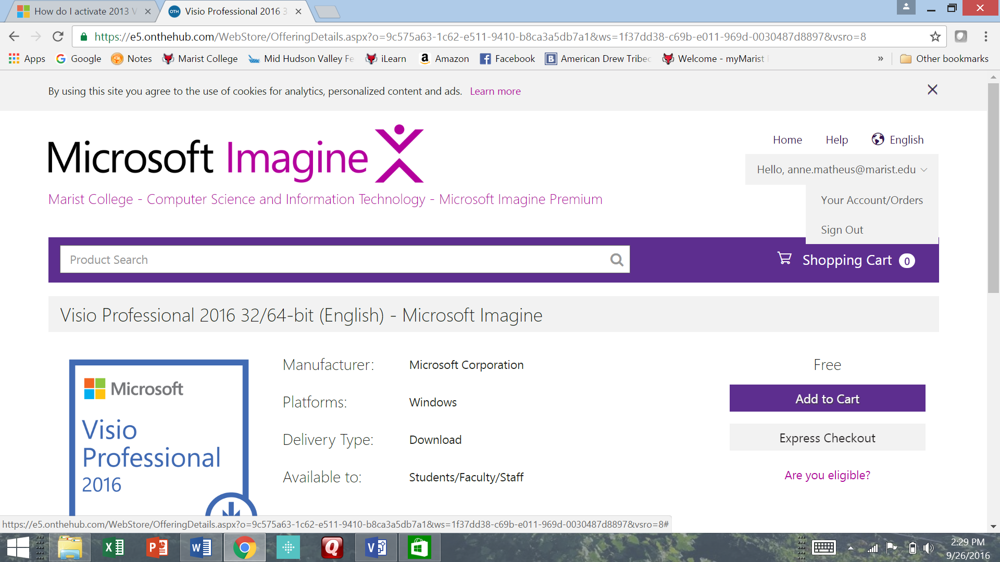 How do I activate 2013 V
OTH
Visio Professional 2016 3
https://e5.onthehub.com/WebStore/OfferingDetails.aspx?o=9c575a63-1c62-e511-9410-b8ca3a5db7a1&ws=1f37dd38-c69b-e011-969d-0030487d8897&vsro=8
Apps Google Notes Marist College Mid Hudson Valley Fe iLearn Amazon Facebook American Drew Tribec Welcome - myMarist » Other bookmarks
By using this site you agree to the use of cookies for analytics, personalized content and ads. Learn more
Home Help English
Microsoft Imagine
Hello, anne.matheus@marist.edu
Marist College - Computer Science and Information Technology - Microsoft Imagine Premium
Your Account/Orders
Sign Out
Product Search
Shopping Cart 0
Visio Professional 2016 32/64-bit (English) - Microsoft Imagine
Microsoft
Visio
Professional
2016
Manufacturer: Microsoft Corporation
Platforms: Windows
Delivery Type: Download
Available to: Students/Faculty/Staff
Free
Add to Cart
Express Checkout
Are you eligible?
https://e5.onthehub.com/WebStore/OfferingDetails.aspx?o=9c575a63-1c62-e511-9410-b8ca3a5db7a1&ws=1f37dd38-c69b-e011-969d-0030487d8897&vsro=8#
2:29 PM
9/26/2016